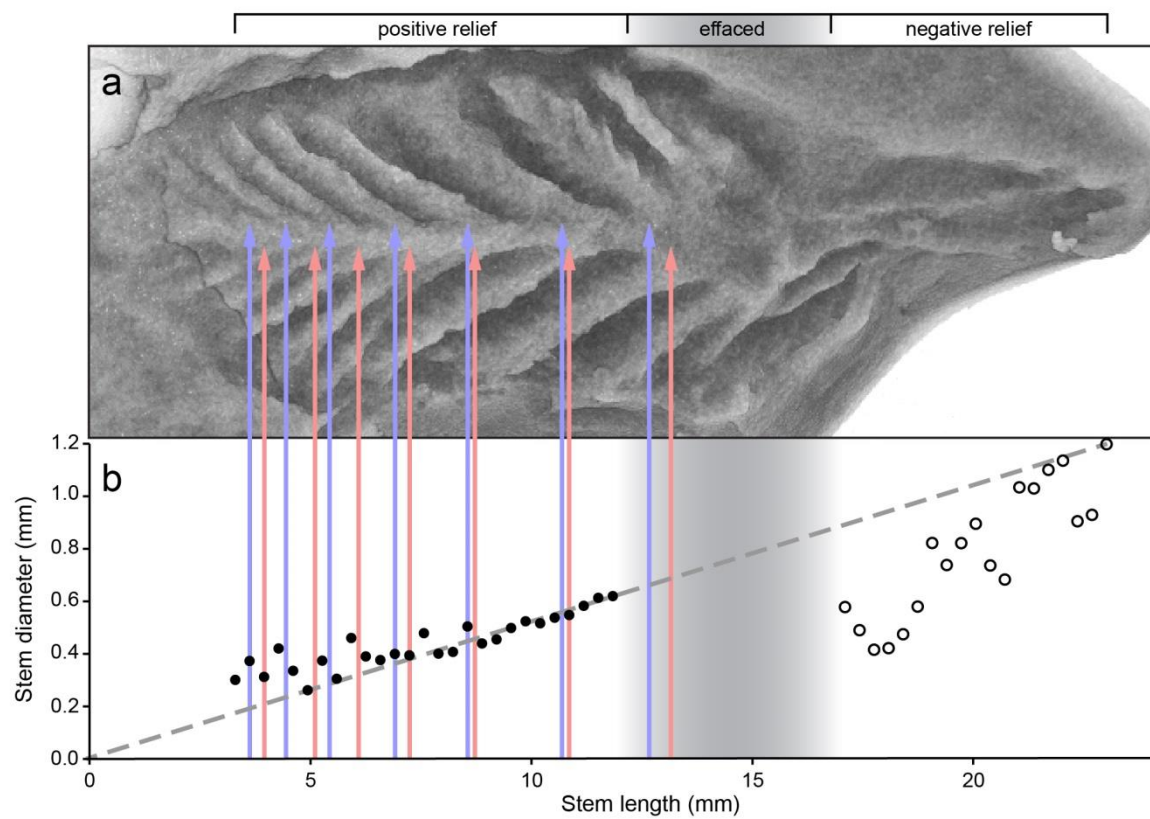 positive relief effaced negative relief
a
b
1.2
1.0
0.8
0.6
0.4
0.2
0.0
Stem diameter (mm)
0 5 10 15 20
Stem length (mm)